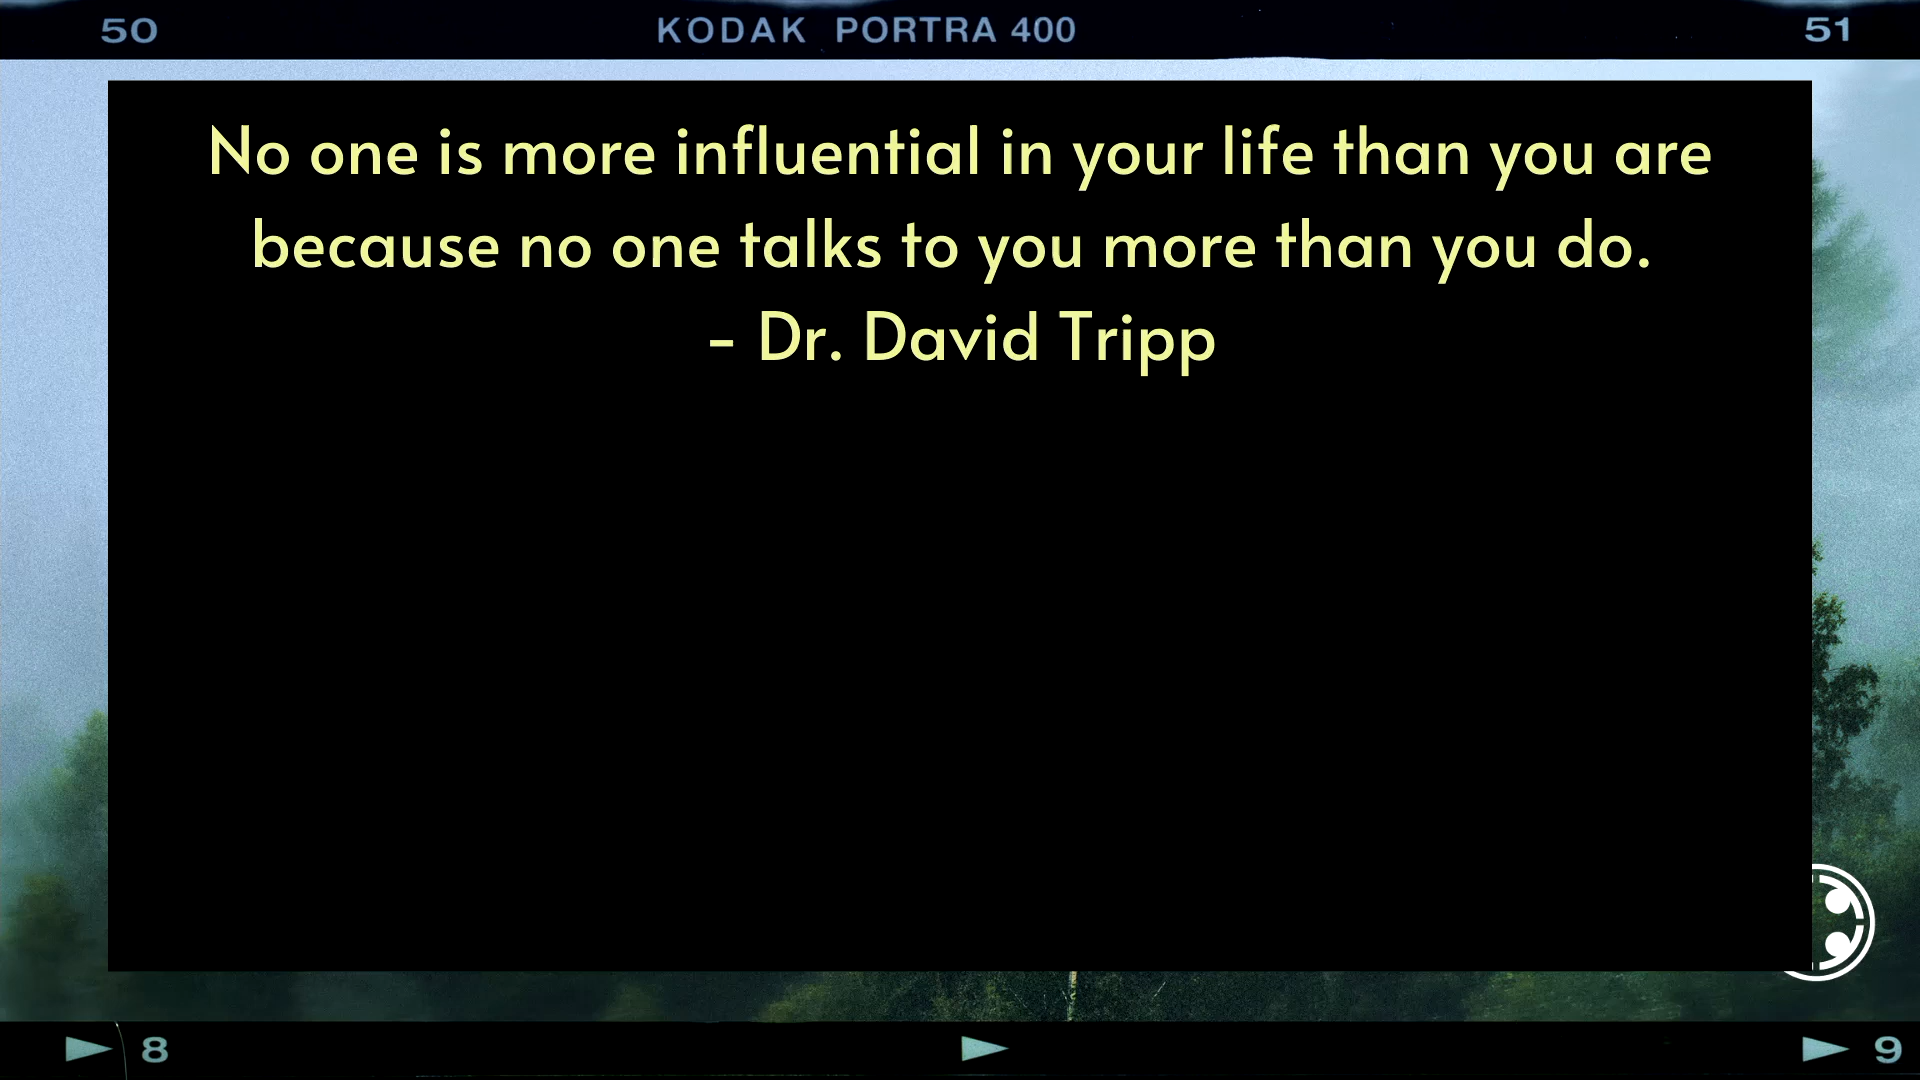 50 KODAK PORTRA 400 51
No one is more influential in your life than you are
because no one talks to you more than you do.
- Dr. David Tripp
8 9